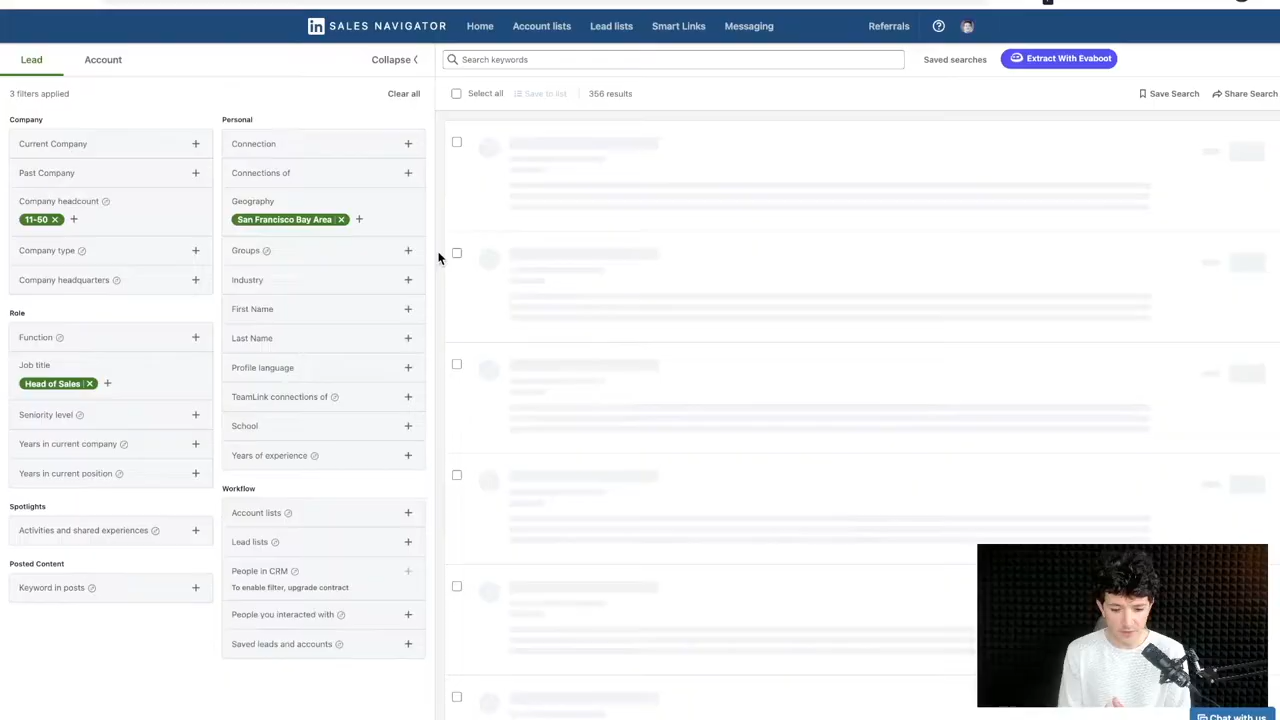 in SALES NAVIGATOR Home Account lists Lead lists Smart Links Messaging Referrals
Lead Account Collapse
3 filters applied Clear all
Company
Current Company
Past Company
Company headcount
11-50
Company type
Company headquarters
Role
Function
Job title
Head of Sales
Seniority level
Years in current company
Years in current position
Spotlights
Activities and shared experiences
Posted Content
Keyword in posts
Personal
Connection
Connections of
Geography
San Francisco Bay Area
Groups
Industry
First Name
Last Name
Profile language
TeamLink connections of
School
Years of experience
Workflow
Account lists
Lead lists
People in CRM
To enable filter, upgrade contract
People you interacted with
Saved leads and accounts
Search keywords Saved searches Extract With Evaboot
Select all Save to list 356 results Save Search Share Search
Chat with us